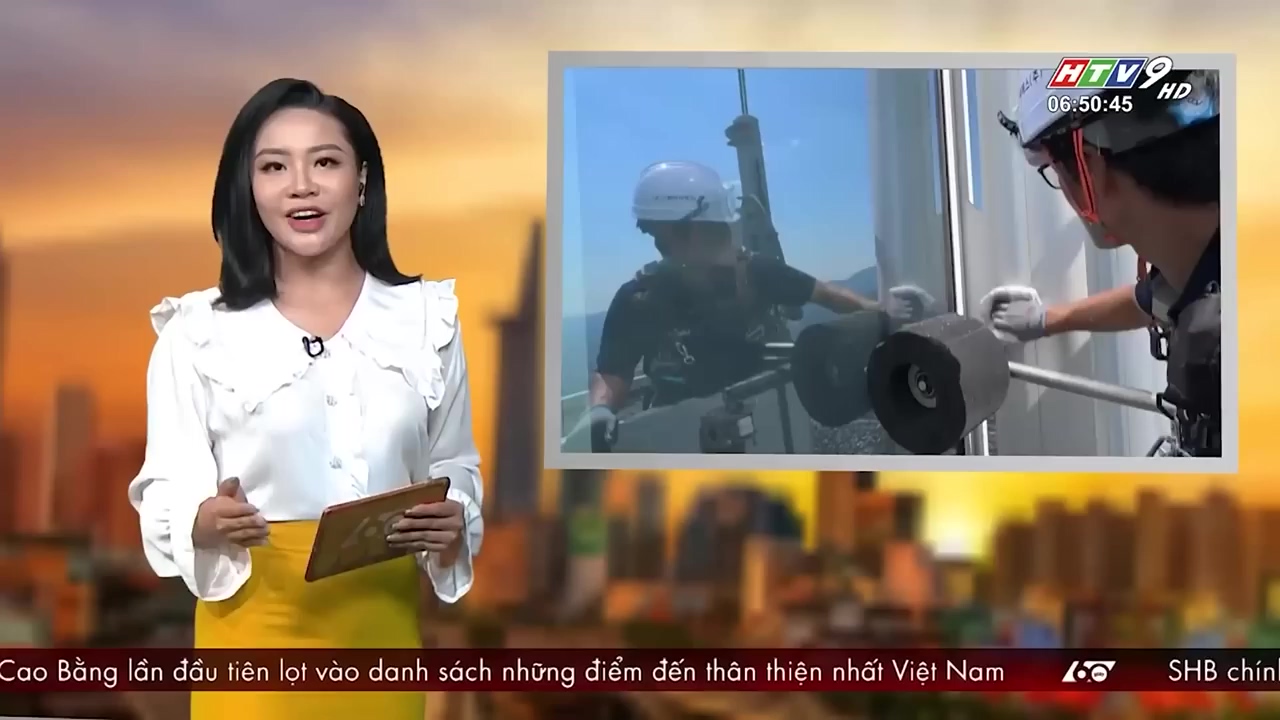 HTV9
HD
06:50:45
Cao Bằng lần đầu tiên lọt vào danh sách những điểm đến thân thiện nhất Việt Nam
60
SHB chính